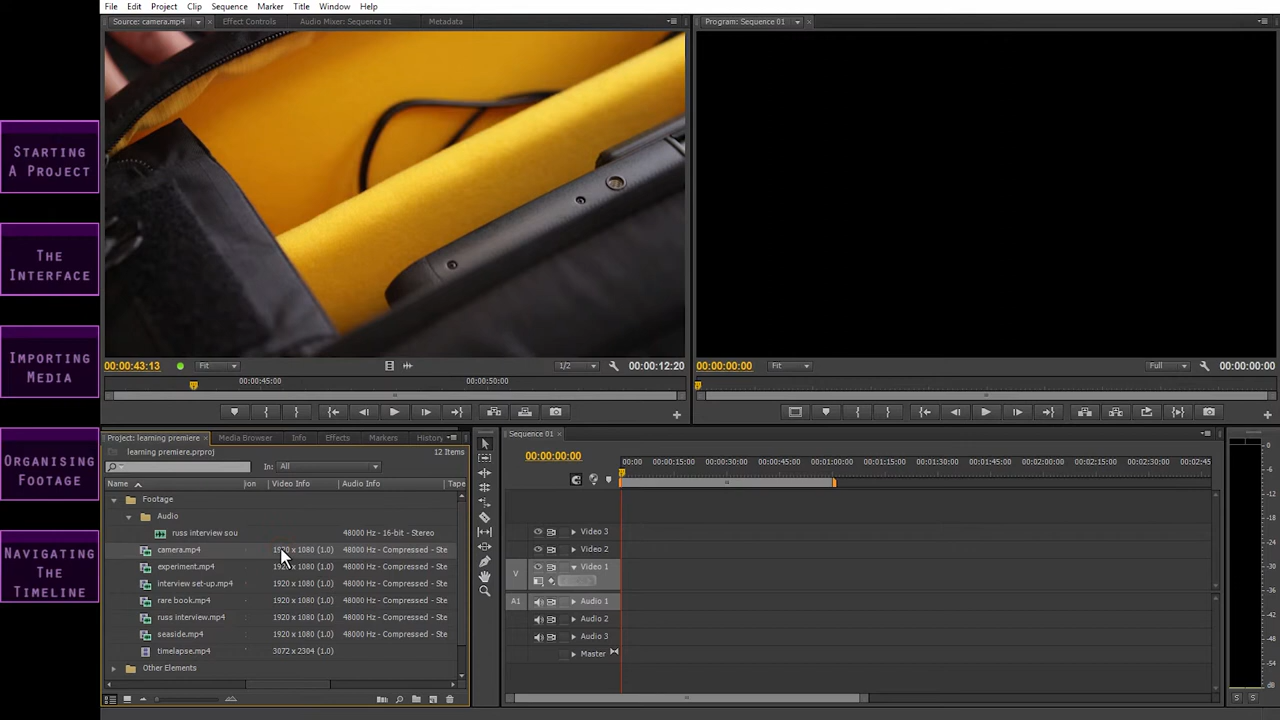 File Edit Project Clip Sequence Marker Title Window Help
Source: camera.mp4 Effect Controls Audio Mixer: Sequence 01 Metadata
Program: Sequence 01
STARTING
A PROJECT
THE
INTERFACE
IMPORTING
MEDIA
ORGANISING
FOOTAGE
NAVIGATING
THE
TIMELINE
00:00:43:13 Fit 1/2 00:00:12:20
00:00:00:00 Fit Full 00:00:00:00
00:00:45:00 00:00:50:00
Project: learning premiere Media Browser Info Effects Markers History
learning premiere.prproj 12 Items
In: All
Name ion Video Info Audio Info Tape
Footage
Audio
russ interview sou 48000 Hz - 16-bit - Stereo
camera.mp4 1920 x 1080 (1.0) 48000 Hz - Compressed - Ste
experiment.mp4 1920 x 1080 (1.0) 48000 Hz - Compressed - Ste
interview set-up.mp4 1920 x 1080 (1.0) 48000 Hz - Compressed - Ste
rare book.mp4 1920 x 1080 (1.0) 48000 Hz - Compressed - Ste
russ interview.mp4 1920 x 1080 (1.0) 48000 Hz - Compressed - Ste
seaside.mp4 1920 x 1080 (1.0) 48000 Hz - Compressed - Ste
timelapse.mp4 3072 x 2304 (1.0)
Other Elements
Sequence 01
00:00:00:00
00:00 00:00:15:00 00:00:30:00 00:00:45:00 00:01:00:00 00:01:15:00 00:01:30:00 00:01:45:00 00:02:00:00 00:02:15:00 00:02:30:00 00:02:45
Video 3
Video 2
V Video 1
A1 Audio 1
Audio 2
Audio 3
Master
0
-6
-12
-18
-24
-30
-36
-42
-48
-54
S S